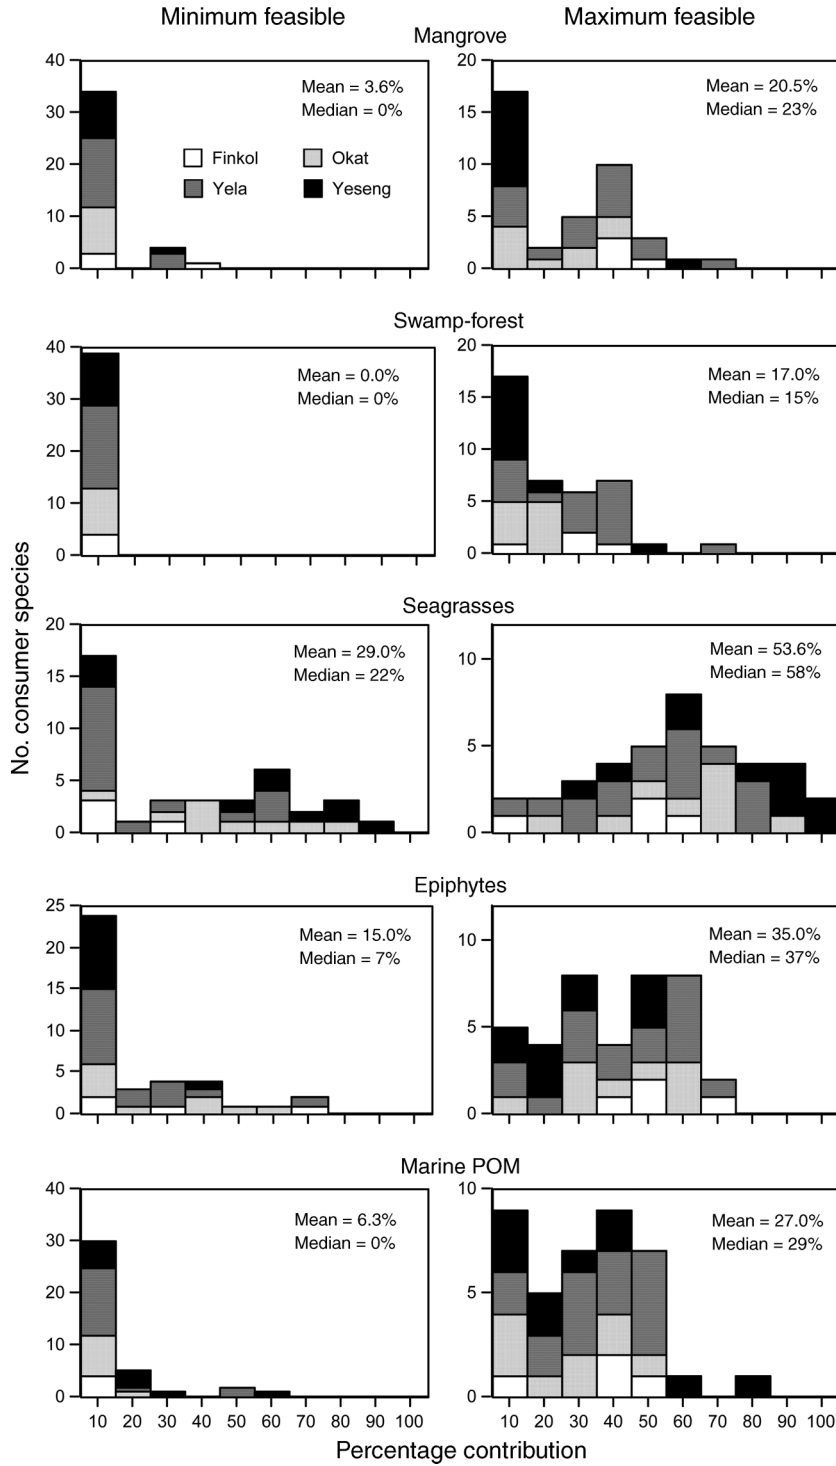 Minimum feasible
Maximum feasible
Mangrove
40
30
20
10
0
Mean = 3.6%
Median = 0%
Finkol
Okat
Yela
Yeseng
20
15
10
5
0
Mean = 20.5%
Median = 23%
Swamp-forest
40
30
20
10
0
Mean = 0.0%
Median = 0%
20
15
10
5
0
Mean = 17.0%
Median = 15%
No. consumer species
Seagrasses
20
15
10
5
0
Mean = 29.0%
Median = 22%
10
5
0
Mean = 53.6%
Median = 58%
Epiphytes
25
20
15
10
5
0
Mean = 15.0%
Median = 7%
10
5
0
Mean = 35.0%
Median = 37%
Marine POM
40
30
20
10
0
Mean = 6.3%
Median = 0%
10 20 30 40 50 60 70 80 90 100
10
5
0
Mean = 27.0%
Median = 29%
10 20 30 40 50 60 70 80 90 100
Percentage contribution